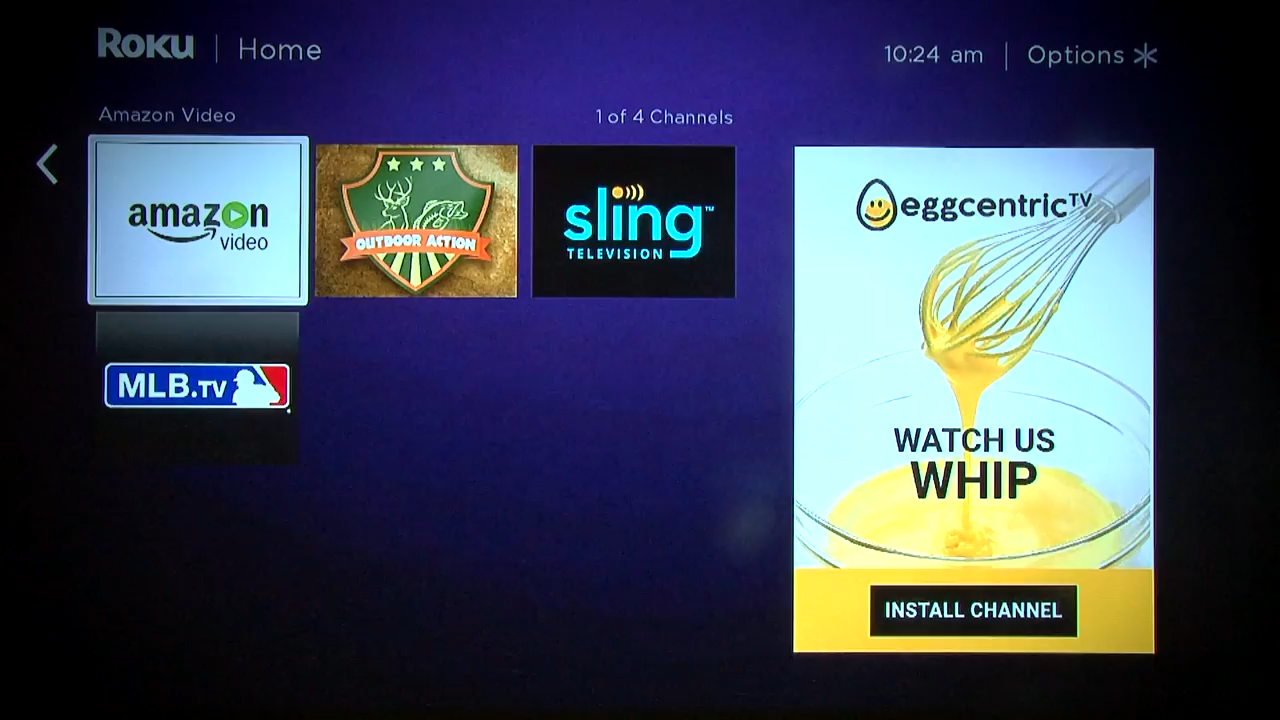 ROKU | Home
10:24 am | Options
Amazon Video
1 of 4 Channels
amazon
video
OUTDOOR ACTION
sling™
TELEVISION
MLB.TV
eggcentricTV
WATCH US
WHIP
INSTALL CHANNEL